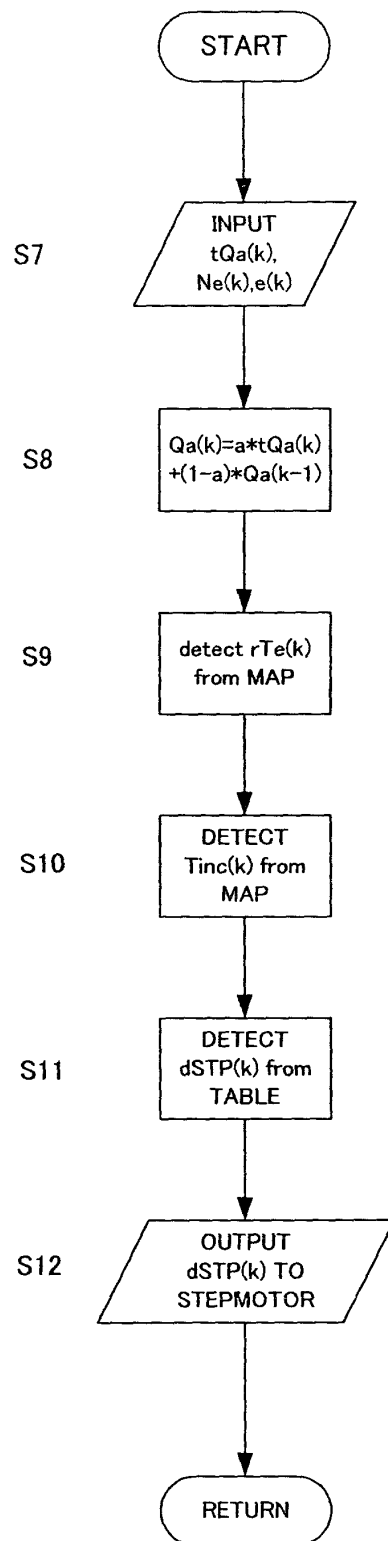 START
S7
INPUT
tQa(k),
Ne(k),e(k)
S8
Qa(k)=a*tQa(k)
+(1-a)*Qa(k-1)
S9
detect rTe(k)
from MAP
S10
DETECT
Tinc(k) from
MAP
S11
DETECT
dSTP(k) from
TABLE
S12
OUTPUT
dSTP(k) TO
STEPMOTOR
RETURN